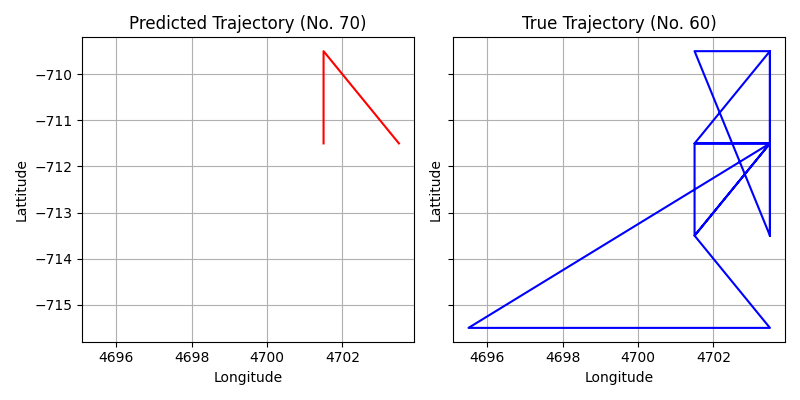 Predicted Trajectory (No. 70)
True Trajectory (No. 60)
Lattitude
−710
−711
−712
−713
−714
−715
4696
4698
4700
4702
Longitude
Lattitude
4696
4698
4700
4702
Longitude